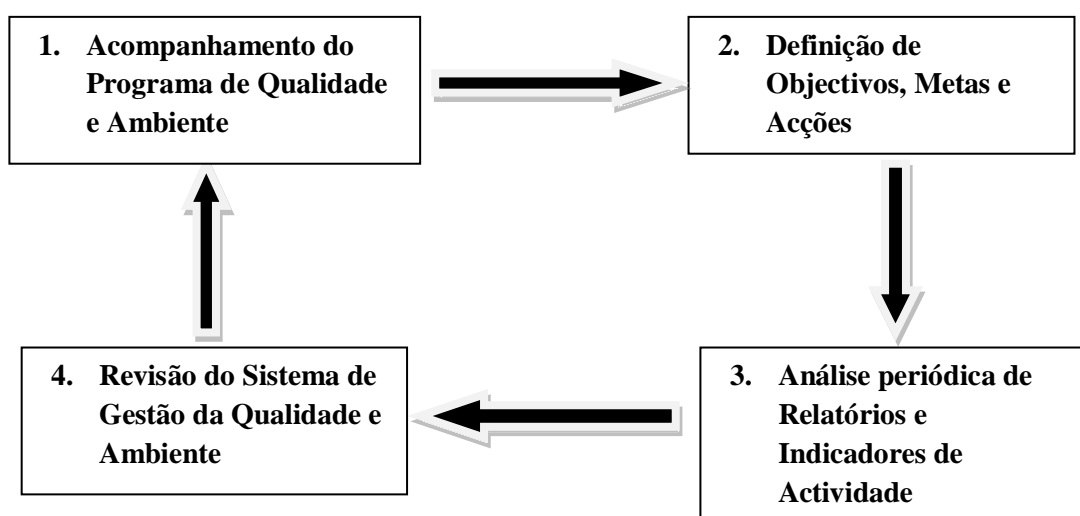 1. Acompanhamento do
Programa de Qualidade
e Ambiente
2. Definição de
Objectivos, Metas e
Acções
3. Análise periódica de
Relatórios e
Indicadores de
Actividade
4. Revisão do Sistema de
Gestão da Qualidade e
Ambiente